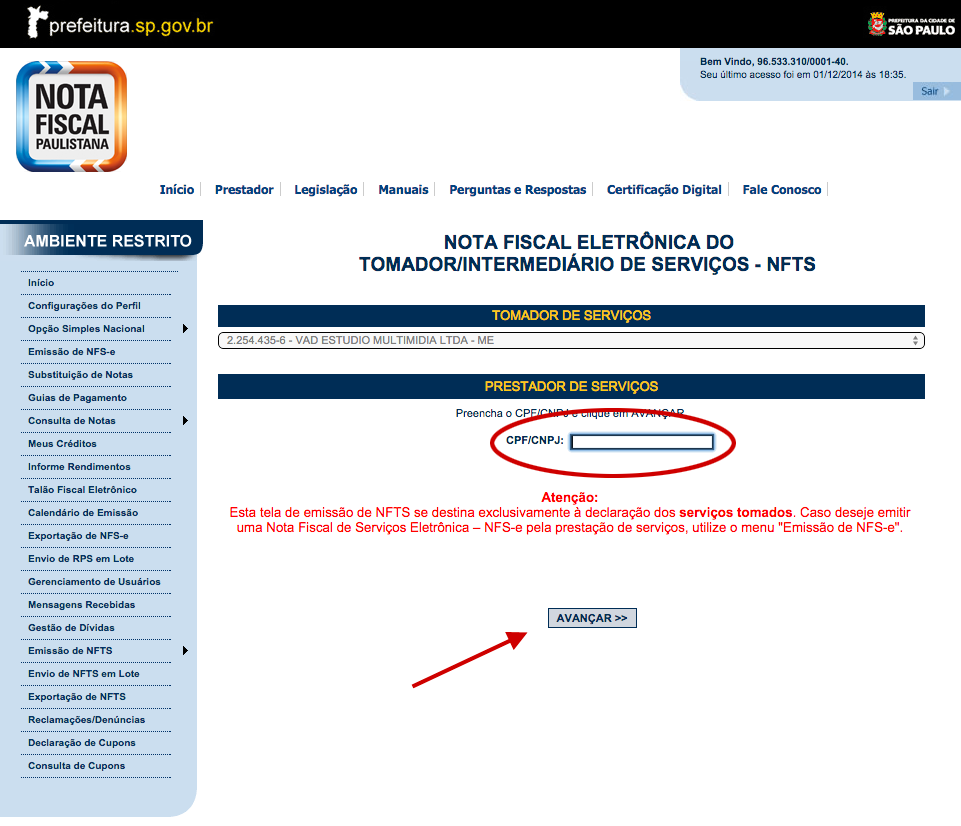 prefeitura.sp.gov.br
PREFEITURA DA CIDADE DE
SÃO PAULO
Bem Vindo, 96.533.310/0001-40.
Seu último acesso foi em 01/12/2014 às 18:35.
Sair
NOTA
FISCAL
PAULISTANA
Início
Prestador
Legislação
Manuais
Perguntas e Respostas
Certificação Digital
Fale Conosco
AMBIENTE RESTRITO
Início
Configurações do Perfil
Opção Simples Nacional
Emissão de NFS-e
Substituição de Notas
Guias de Pagamento
Consulta de Notas
Meus Créditos
Informe Rendimentos
Talão Fiscal Eletrônico
Calendário de Emissão
Exportação de NFS-e
Envio de RPS em Lote
Gerenciamento de Usuários
Mensagens Recebidas
Gestão de Dívidas
Emissão de NFTS
Envio de NFTS em Lote
Exportação de NFTS
Reclamações/Denúncias
Declaração de Cupons
Consulta de Cupons
NOTA FISCAL ELETRÔNICA DO
TOMADOR/INTERMEDIÁRIO DE SERVIÇOS - NFTS
TOMADOR DE SERVIÇOS
2.254.435-6 - VAD ESTUDIO MULTIMIDIA LTDA - ME
PRESTADOR DE SERVIÇOS
Preencha o CPF/CNPJ e clique em AVANÇAR
CPF/CNPJ:
Atenção:
Esta tela de emissão de NFTS se destina exclusivamente à declaração dos serviços tomados. Caso deseje emitir
uma Nota Fiscal de Serviços Eletrônica – NFS-e pela prestação de serviços, utilize o menu "Emissão de NFS-e".
AVANÇAR >>